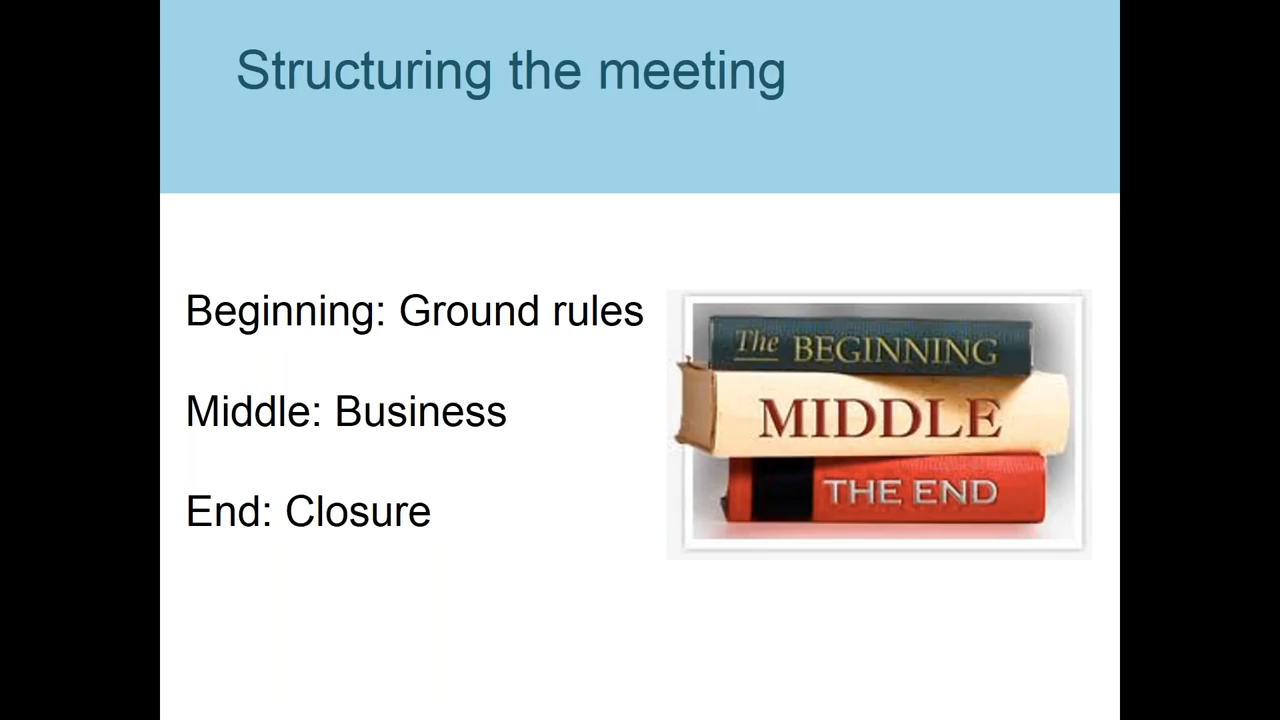 Structuring the meeting
Beginning: Ground rules
Middle: Business
End: Closure
The BEGINNING
MIDDLE
THE END